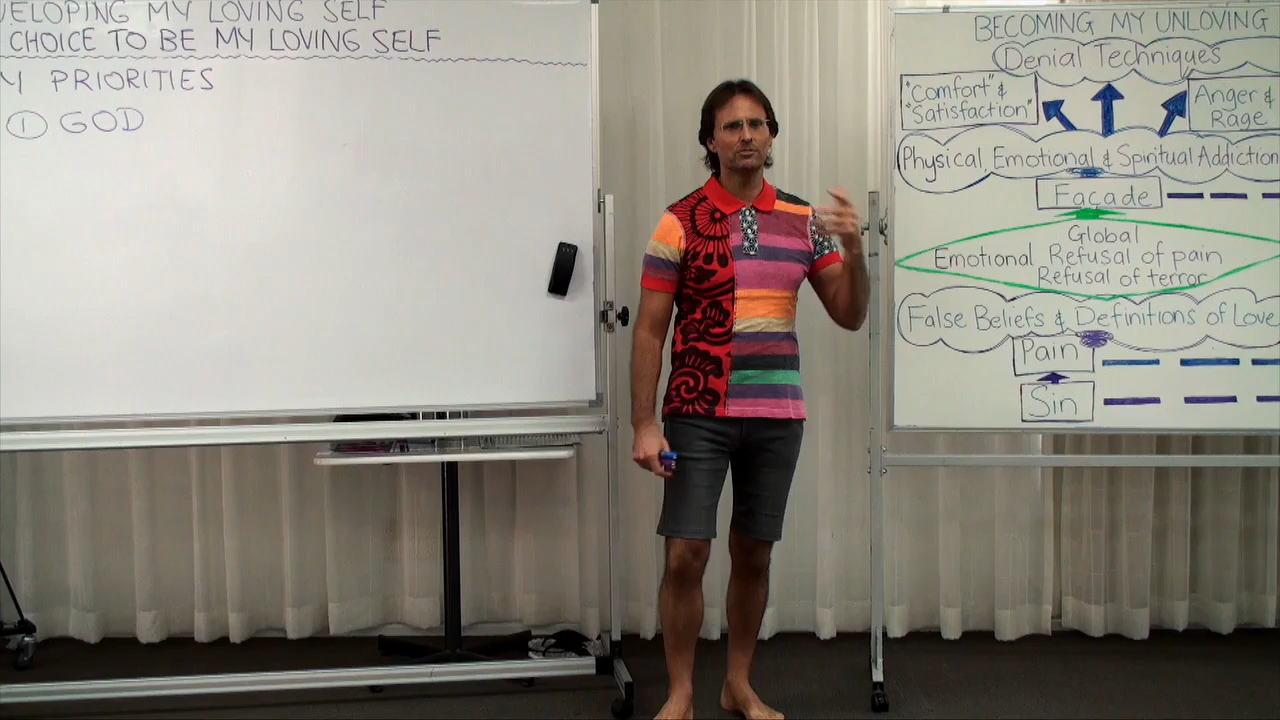 VELOPING MY LOVING SELF
CHOICE TO BE MY LOVING SELF
Y PRIORITIES
① GOD
BECOMING MY UNLOVING
Denial Techniques
"Comfort" &
"Satisfaction"
Anger &
Rage
Physical, Emotional & Spiritual Addiction
Façade
Global
Emotional Refusal of pain
Refusal of terror
False Beliefs & Definitions of Love
Pain
Sin